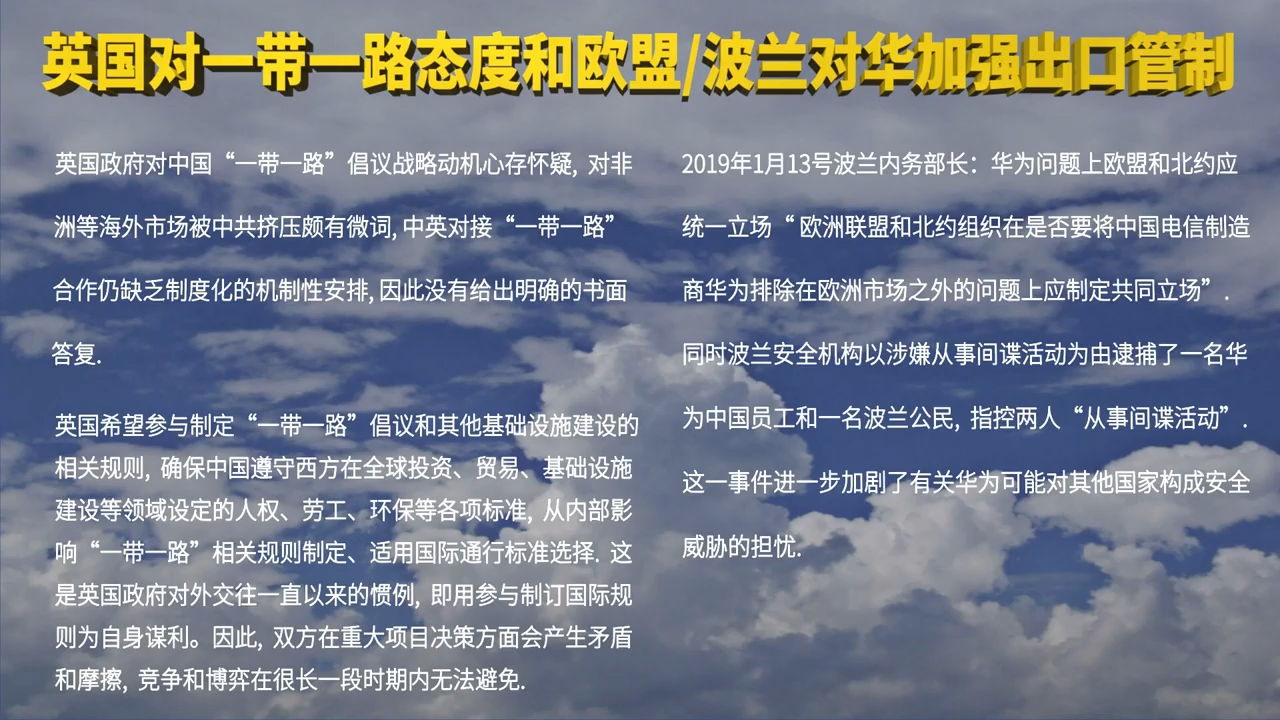 英国对一带一路态度和欧盟/波兰对华加强出口管制
英国政府对中国“一带一路”倡议战略动机心存怀疑, 对非
洲等海外市场被中共挤压颇有微词, 中英对接“一带一路”
合作仍缺乏制度化的机制性安排, 因此没有给出明确的书面
答复.
英国希望参与制定“一带一路”倡议和其他基础设施建设的
相关规则, 确保中国遵守西方在全球投资、贸易、基础设施
建设等领域设定的人权、劳工、环保等各项标准, 从内部影
响“一带一路”相关规则制定、适用国际通行标准选择. 这
是英国政府对外交往一直以来的惯例, 即用参与制订国际规
则为自身谋利。因此, 双方在重大项目决策方面会产生矛盾
和摩擦, 竞争和博弈在很长一段时期内无法避免.
2019年1月13号波兰内务部长：华为问题上欧盟和北约应
统一立场“ 欧洲联盟和北约组织在是否要将中国电信制造
商华为排除在欧洲市场之外的问题上应制定共同立场”.
同时波兰安全机构以涉嫌从事间谍活动为由逮捕了一名华
为中国员工和一名波兰公民, 指控两人“从事间谍活动”.
这一事件进一步加剧了有关华为可能对其他国家构成安全
威胁的担忧.